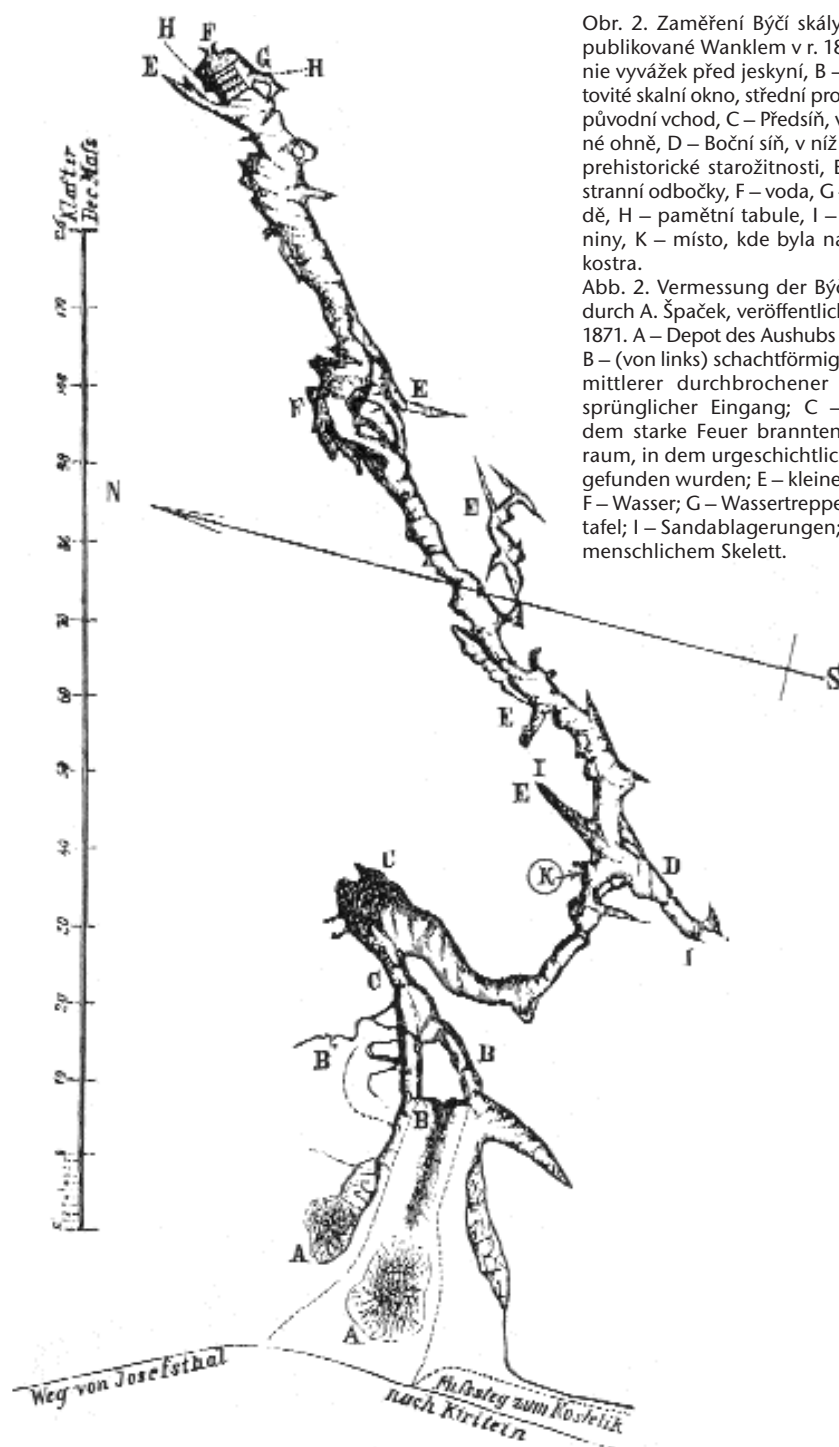 Obr. 2. Zaměření Býčí skály
publikované Wanklem v r. 18
nie vyvážek před jeskyní, B –
tovité skalní okno, střední pro
původní vchod, C – Předsíň, v
né ohně, D – Boční síň, v níž
prehistorické starožitnosti, E
stranní odbočky, F – voda, G
dě, H – pamětní tabule, I –
niny, K – místo, kde byla na
kostra.
Abb. 2. Vermessung der Býč
durch A. Špaček, veröffentlic
1871. A – Depot des Aushubs
B – (von links) schachtförmig
mittlerer durchbrochener
sprünglicher Eingang; C –
dem starke Feuer brannten
raum, in dem urgeschichtlic
gefunden wurden; E – kleine
F – Wasser; G – Wassertreppe
tafel; I – Sandablagerungen;
menschlichem Skelett.
H
F
G
H
E
Klafter
Dec Mass
F
E
N
E
S
E
I
E
D
C
K
I
C
B
B
B
A
A
Weg von Josefsthal
nach Kiritein
Fußsteg zum Kostelik